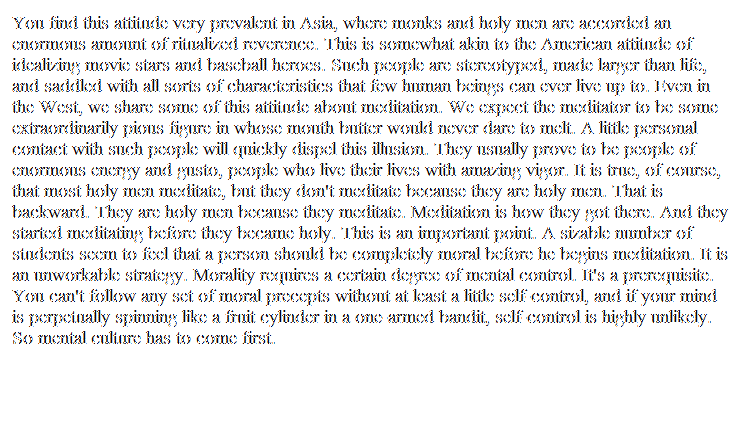 You find this attitude very prevalent in Asia, where monks and holy men are accorded an
enormous amount of ritualized reverence. This is somewhat akin to the American attitude of
idealizing movie stars and baseball heroes. Such people are stereotyped, made larger than life,
and saddled with all sorts of characteristics that few human beings can ever live up to. Even in
the West, we share some of this attitude about meditation. We expect the meditator to be some
extraordinarily pious figure in whose mouth butter would never dare to melt. A little personal
contact with such people will quickly dispel this illusion. They usually prove to be people of
enormous energy and gusto, people who live their lives with amazing vigor. It is true, of course,
that most holy men meditate, but they don't meditate because they are holy men. That is
backward. They are holy men because they meditate. Meditation is how they got there. And they
started meditating before they became holy. This is an important point. A sizable number of
students seem to feel that a person should be completely moral before he begins meditation. It is
an unworkable strategy. Morality requires a certain degree of mental control. It's a prerequisite.
You can't follow any set of moral precepts without at least a little self control, and if your mind
is perpetually spinning like a fruit cylinder in a one armed bandit, self control is highly unlikely.
So mental culture has to come first.